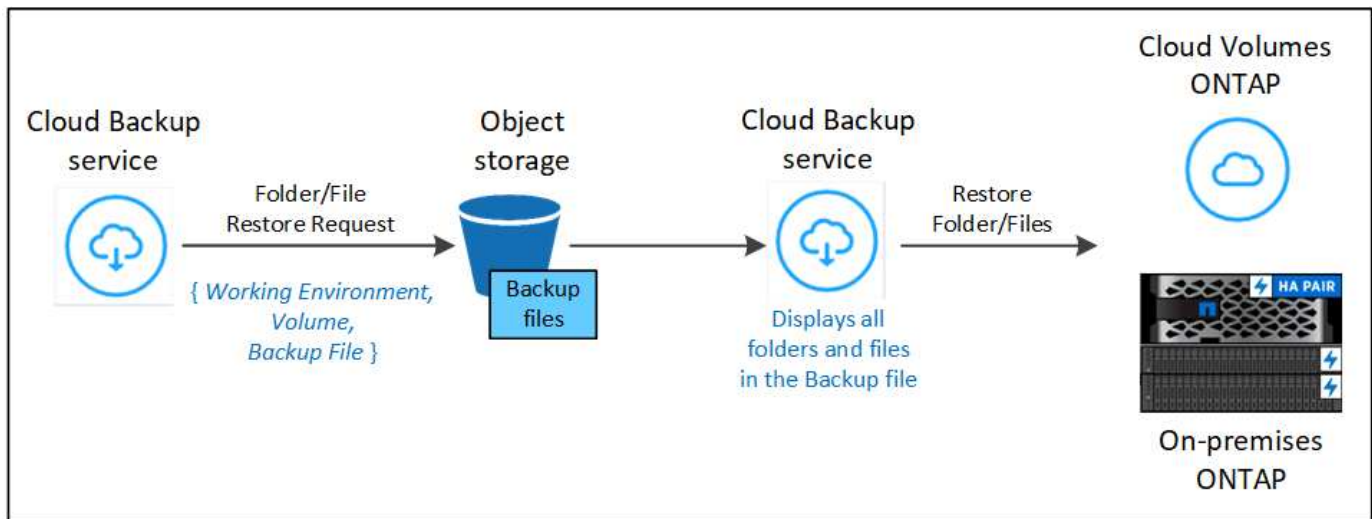 Cloud Backup
service
Folder/File
Restore Request
{ Working Environment,
Volume,
Backup File }
Object
storage
Backup
files
Cloud Backup
service
Displays all
folders and files
in the Backup file
Restore
Folder/Files
Cloud Volumes
ONTAP
HA PAIR
On-premises
ONTAP